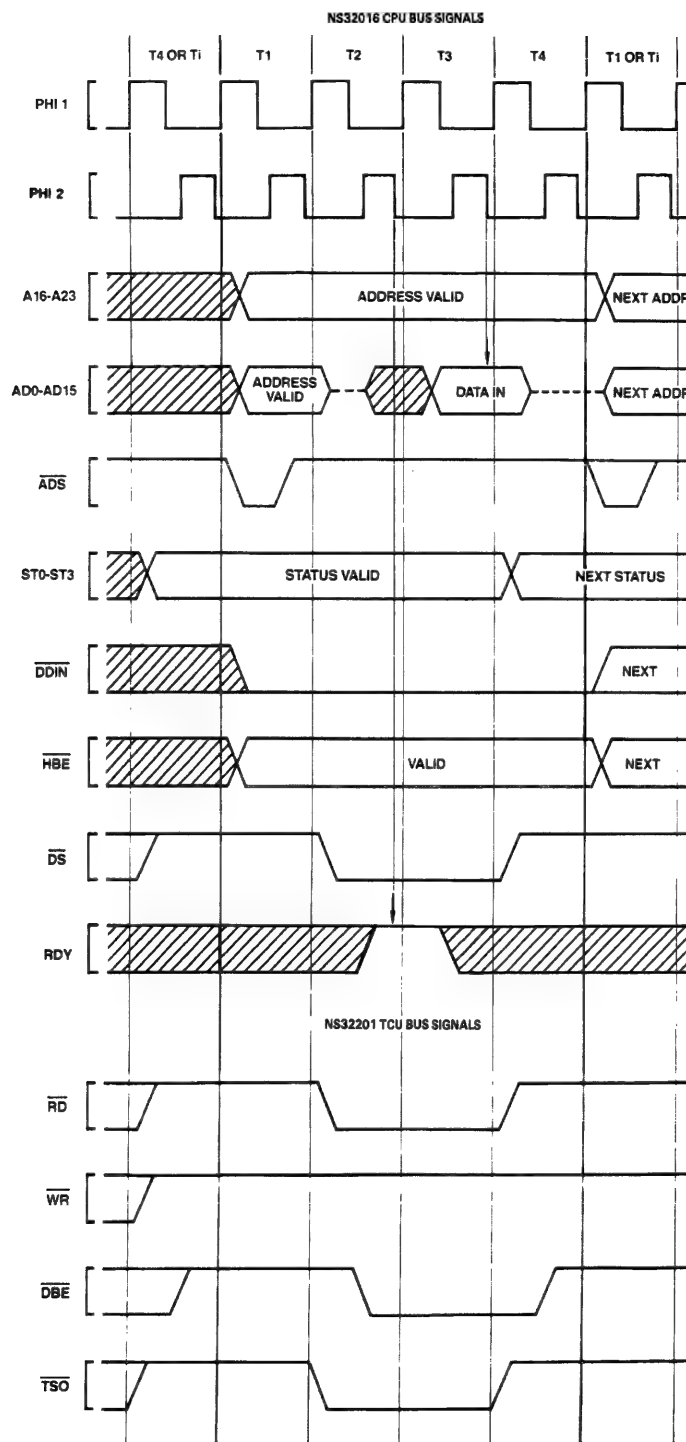 NS32016 CPU BUS SIGNALS
T4 OR Ti T1 T2 T3 T4 T1 OR Ti
PHI 1
PHI 2
A16-A23 ADDRESS VALID NEXT ADDR
AD0-AD15 ADDRESS VALID DATA IN NEXT ADDR
ADS
ST0-ST3 STATUS VALID NEXT STATUS
DDIN NEXT
HBE VALID NEXT
DS
RDY
NS32201 TCU BUS SIGNALS
RD
WR
DBE
TSO